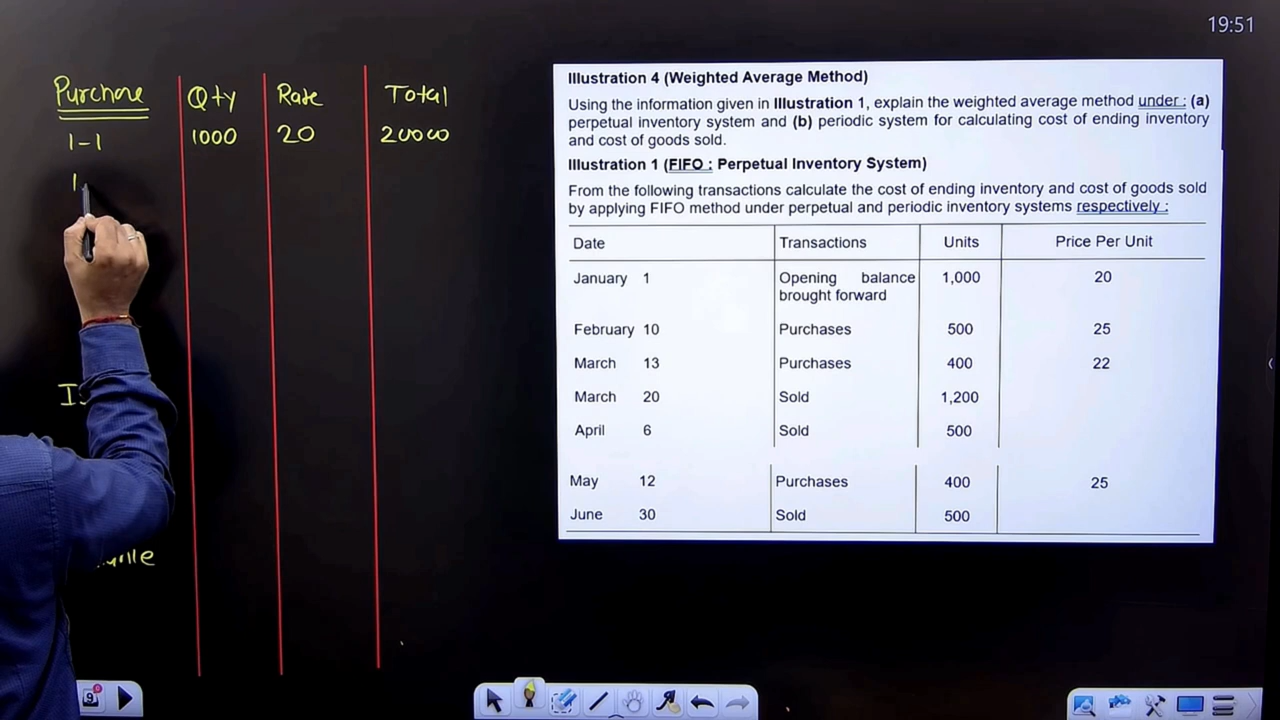 19:51
Purchase Qty Rate Total
1-1 1000 20 20000
1
Illustration 4 (Weighted Average Method)
Using the information given in Illustration 1, explain the weighted average method under : (a)
perpetual inventory system and (b) periodic system for calculating cost of ending inventory
and cost of goods sold.
Illustration 1 (FIFO : Perpetual Inventory System)
From the following transactions calculate the cost of ending inventory and cost of goods sold
by applying FIFO method under perpetual and periodic inventory systems respectively :
Date Transactions Units Price Per Unit
January 1 Opening balance 1,000 20
brought forward
February 10 Purchases 500 25
March 13 Purchases 400 22
March 20 Sold 1,200
April 6 Sold 500
May 12 Purchases 400 25
June 30 Sold 500
9